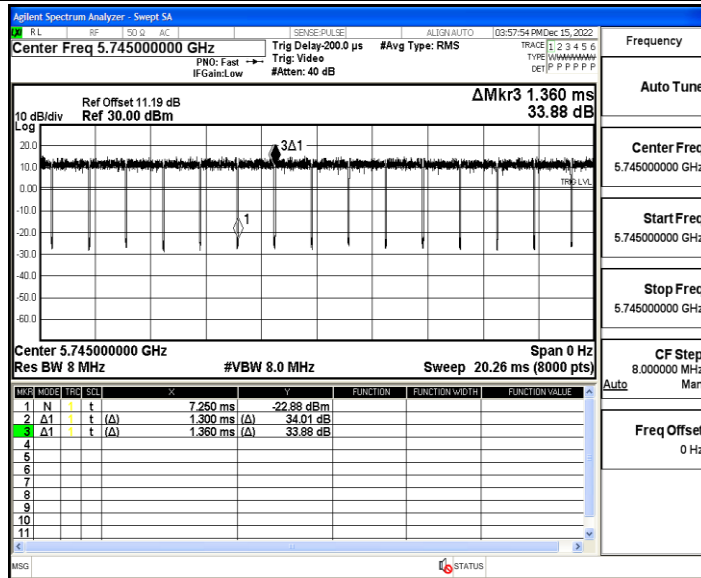 Agilent Spectrum Analyzer - Swept SA
RL RF 50 Ω AC SENSE:PULSE ALIGN AUTO 03:57:54 PM Dec 15, 2022
Center Freq 5.745000000 GHz
PNO: Fast
IFGain:Low
Trig Delay-200.0 µs
Trig: Video
#Atten: 40 dB
#Avg Type: RMS
TRACE 1 2 3 4 5 6
TYPE WWWWWW
DET P P P P P P
Ref Offset 11.19 dB
Ref 30.00 dBm
10 dB/div
Log
ΔMkr3 1.360 ms
33.88 dB
20.0
10.0
0.00
-10.0
-20.0
-30.0
-40.0
-50.0
-60.0
3Δ1
1
TRIG LVL
Center 5.745000000 GHz Span 0 Hz
Res BW 8 MHz #VBW 8.0 MHz Sweep 20.26 ms (8000 pts)
MKR MODE TRC SCL X Y FUNCTION FUNCTION WIDTH FUNCTION VALUE
1 N 1 t 7.250 ms -22.88 dBm
2 Δ1 1 t (Δ) 1.300 ms (Δ) 34.01 dB
3 Δ1 1 t (Δ) 1.360 ms (Δ) 33.88 dB
4
5
6
7
8
9
10
11
MSG STATUS
Frequency
Auto Tune
Center Freq
5.745000000 GHz
Start Freq
5.745000000 GHz
Stop Freq
5.745000000 GHz
CF Step
8.000000 MHz
Auto Man
Freq Offset
0 Hz